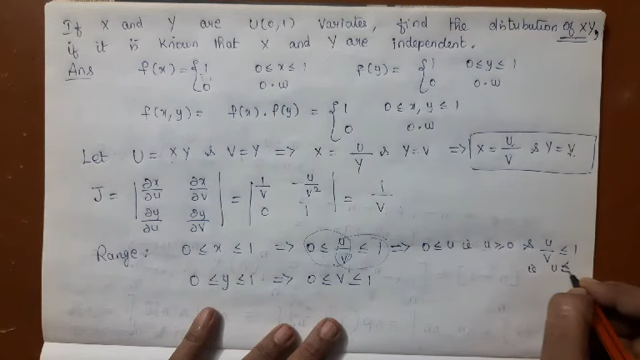 If X and Y are U(0,1) Variates, find the distribution of XY,
if it is known that X and Y are independent.
Ans f(x) = { 1 0 ≤ x ≤ 1 f(y) = { 1 0 ≤ y ≤ 1
0 o.w 0 o.w
f(x,y) = f(x) . f(y) = { 1 0 ≤ x, y ≤ 1
0 o.w
Let U = XY & V = Y => X = U/Y & Y = V => X = U/V & Y = V.
J = | ∂x/∂u ∂x/∂v | = | 1/V -u/v² | = 1/V
| ∂y/∂u ∂y/∂v | | 0 1 |
Range: 0 ≤ x ≤ 1 => 0 ≤ u/v ≤ 1 => 0 ≤ u ie u ≥ 0 & u/v ≤ 1
ie u ≤
0 ≤ y ≤ 1 => 0 ≤ V ≤ 1